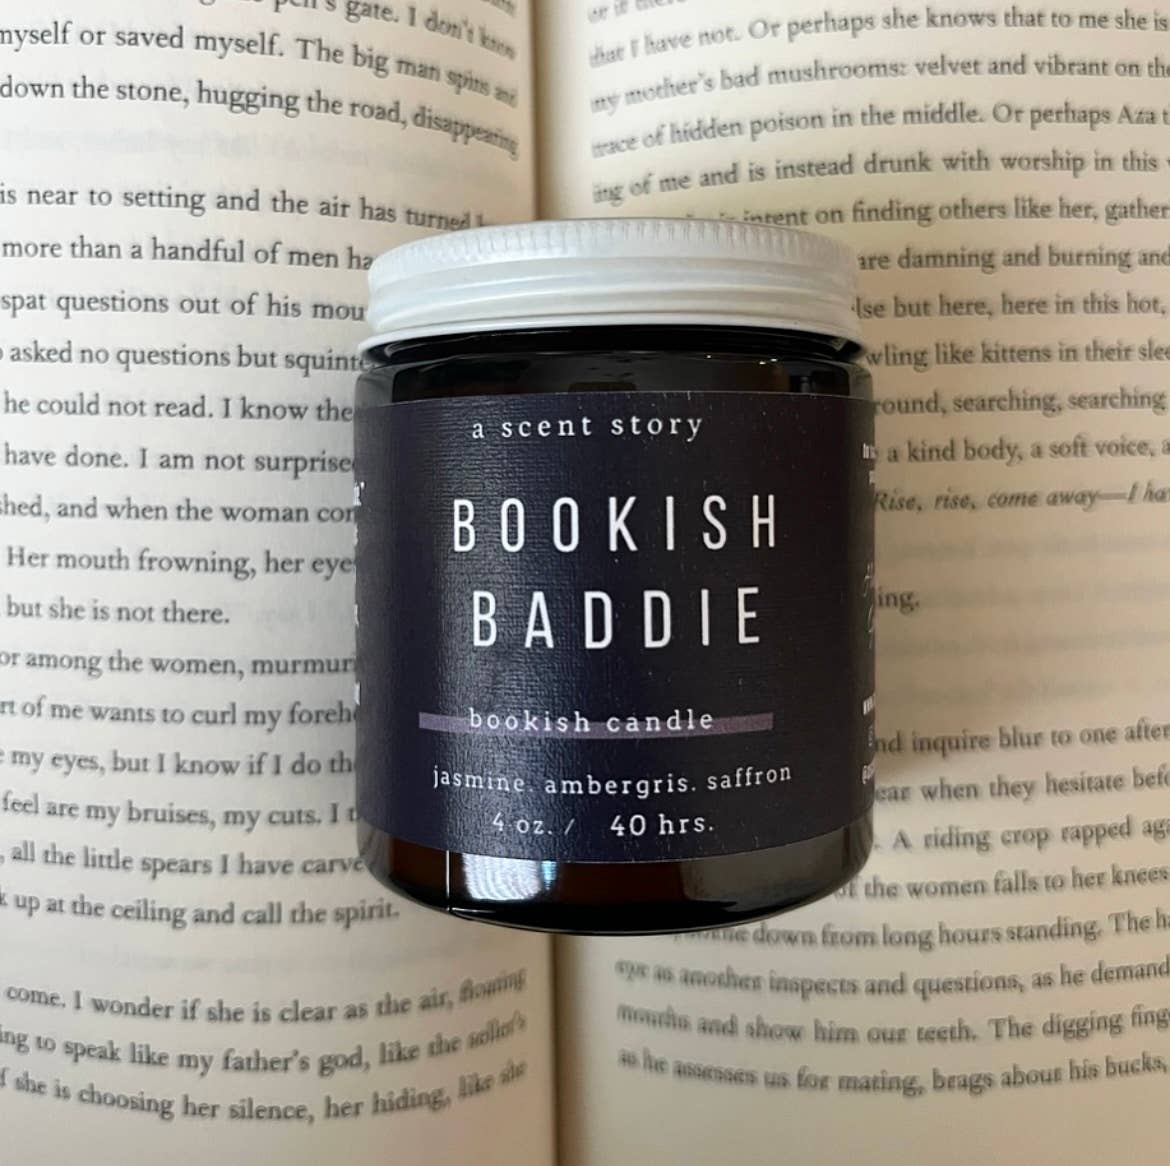 gate. I don't
myself or saved myself. The big man spins and
down the stone, hugging the road, disappearing
is near to setting and the air has turned
more than a handful of men
spat questions out of his
asked no questions but
he could not read. I know
have done. I am not
and when the woman
Her mouth frowning, her
but she is not there.
or among the women,
of me wants to curl my
my eyes, but I know if I do
feel are my bruises, my cuts. I
all the little spears I have
up at the ceiling and call the spirit.
come. I wonder if she is clear as the air,
to speak like my father's god, like the
she is choosing her silence, her hiding, like she
that I have not. Or perhaps she knows that to me she is
my mother's bad mushrooms: velvet and vibrant on the
trace of hidden poison in the middle. Or perhaps Aza
ing of me and is instead drunk with worship in this
intent on finding others like her, gather
are damning and burning and
but here, here in this hot,
like kittens in their
searching, searching
a kind body, a soft voice,
Rise, rise, come away—I
ing.
inquire blur to one after
when they hesitate
A riding crop rapped
the women falls to her knees
down from long hours standing. The
eye as another inspects and questions, as he demand
mouths and show him our teeth. The digging
as he assesses us for mating, brags about his bucks,
a scent story
BOOKISH
BADDIE
bookish candle
jasmine. ambergris. saffron
4 oz. / 40 hrs.